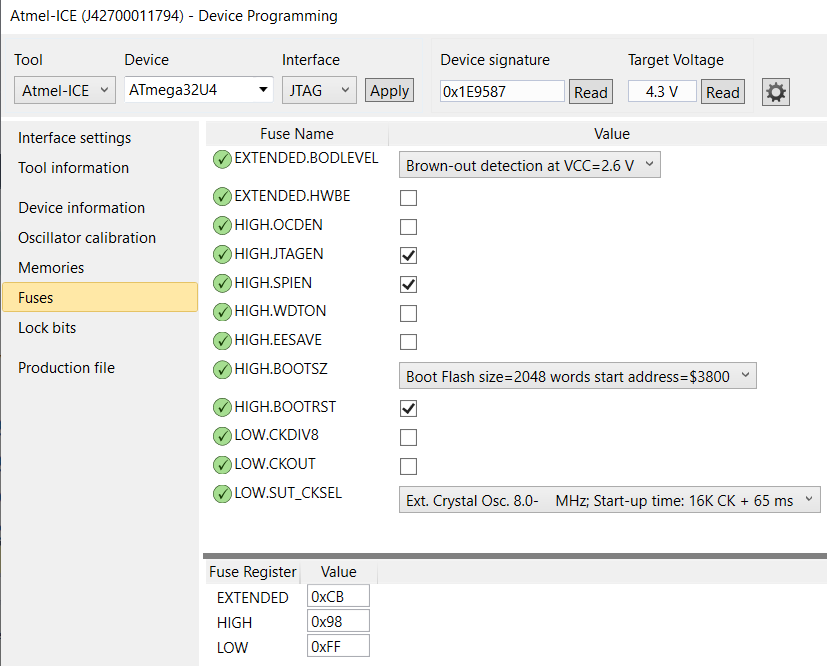 Atmel-ICE (J42700011794) - Device Programming
Tool Device Interface Device signature Target Voltage
Atmel-ICE ATmega32U4 JTAG Apply 0x1E9587 Read 4.3 V Read
Interface settings
Tool information
Device information
Oscillator calibration
Memories
Fuses
Lock bits
Production file
Fuse Name Value
EXTENDED.BODLEVEL Brown-out detection at VCC=2.6 V
EXTENDED.HWBE
HIGH.OCDEN
HIGH.JTAGEN
HIGH.SPIEN
HIGH.WDTON
HIGH.EESAVE
HIGH.BOOTSZ Boot Flash size=2048 words start address=$3800
HIGH.BOOTRST
LOW.CKDIV8
LOW.CKOUT
LOW.SUT_CKSEL Ext. Crystal Osc. 8.0- MHz; Start-up time: 16K CK + 65 ms
Fuse Register Value
EXTENDED 0xCB
HIGH 0x98
LOW 0xFF